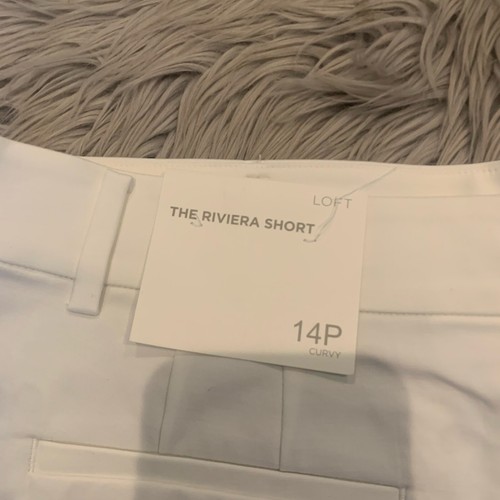 LOFT
THE RIVIERA SHORT
14P
CURVY